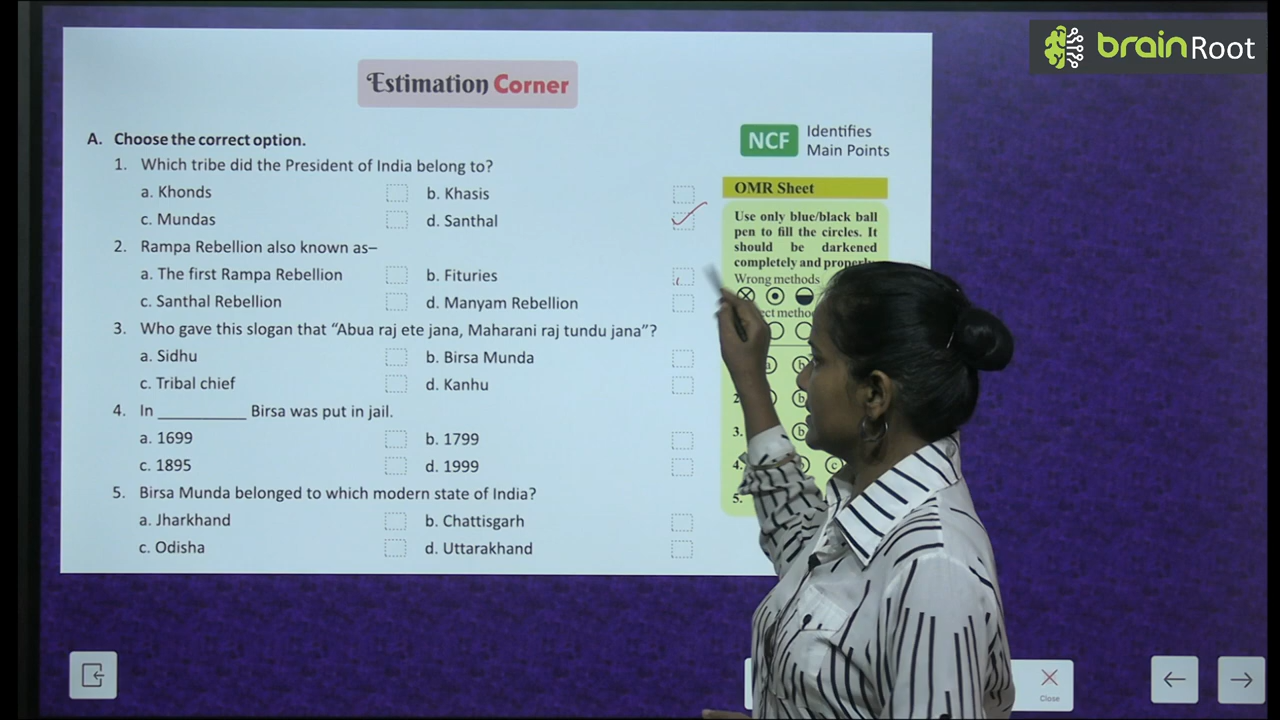 brainRoot
Estimation Corner
A. Choose the correct option.
NCF Identifies
Main Points
1. Which tribe did the President of India belong to?
a. Khonds b. Khasis
c. Mundas d. Santhal
2. Rampa Rebellion also known as–
a. The first Rampa Rebellion b. Fituries
c. Santhal Rebellion d. Manyam Rebellion
3. Who gave this slogan that “Abua raj ete jana, Maharani raj tundu jana”?
a. Sidhu b. Birsa Munda
c. Tribal chief d. Kanhu
4. In __________ Birsa was put in jail.
a. 1699 b. 1799
c. 1895 d. 1999
5. Birsa Munda belonged to which modern state of India?
a. Jharkhand b. Chattisgarh
c. Odisha d. Uttarakhand
OMR Sheet
Use only blue/black ball
pen to fill the circles. It
should be darkened
completely and properly.
Wrong methods
a b
2. b
3. b
4. c
5.
Close